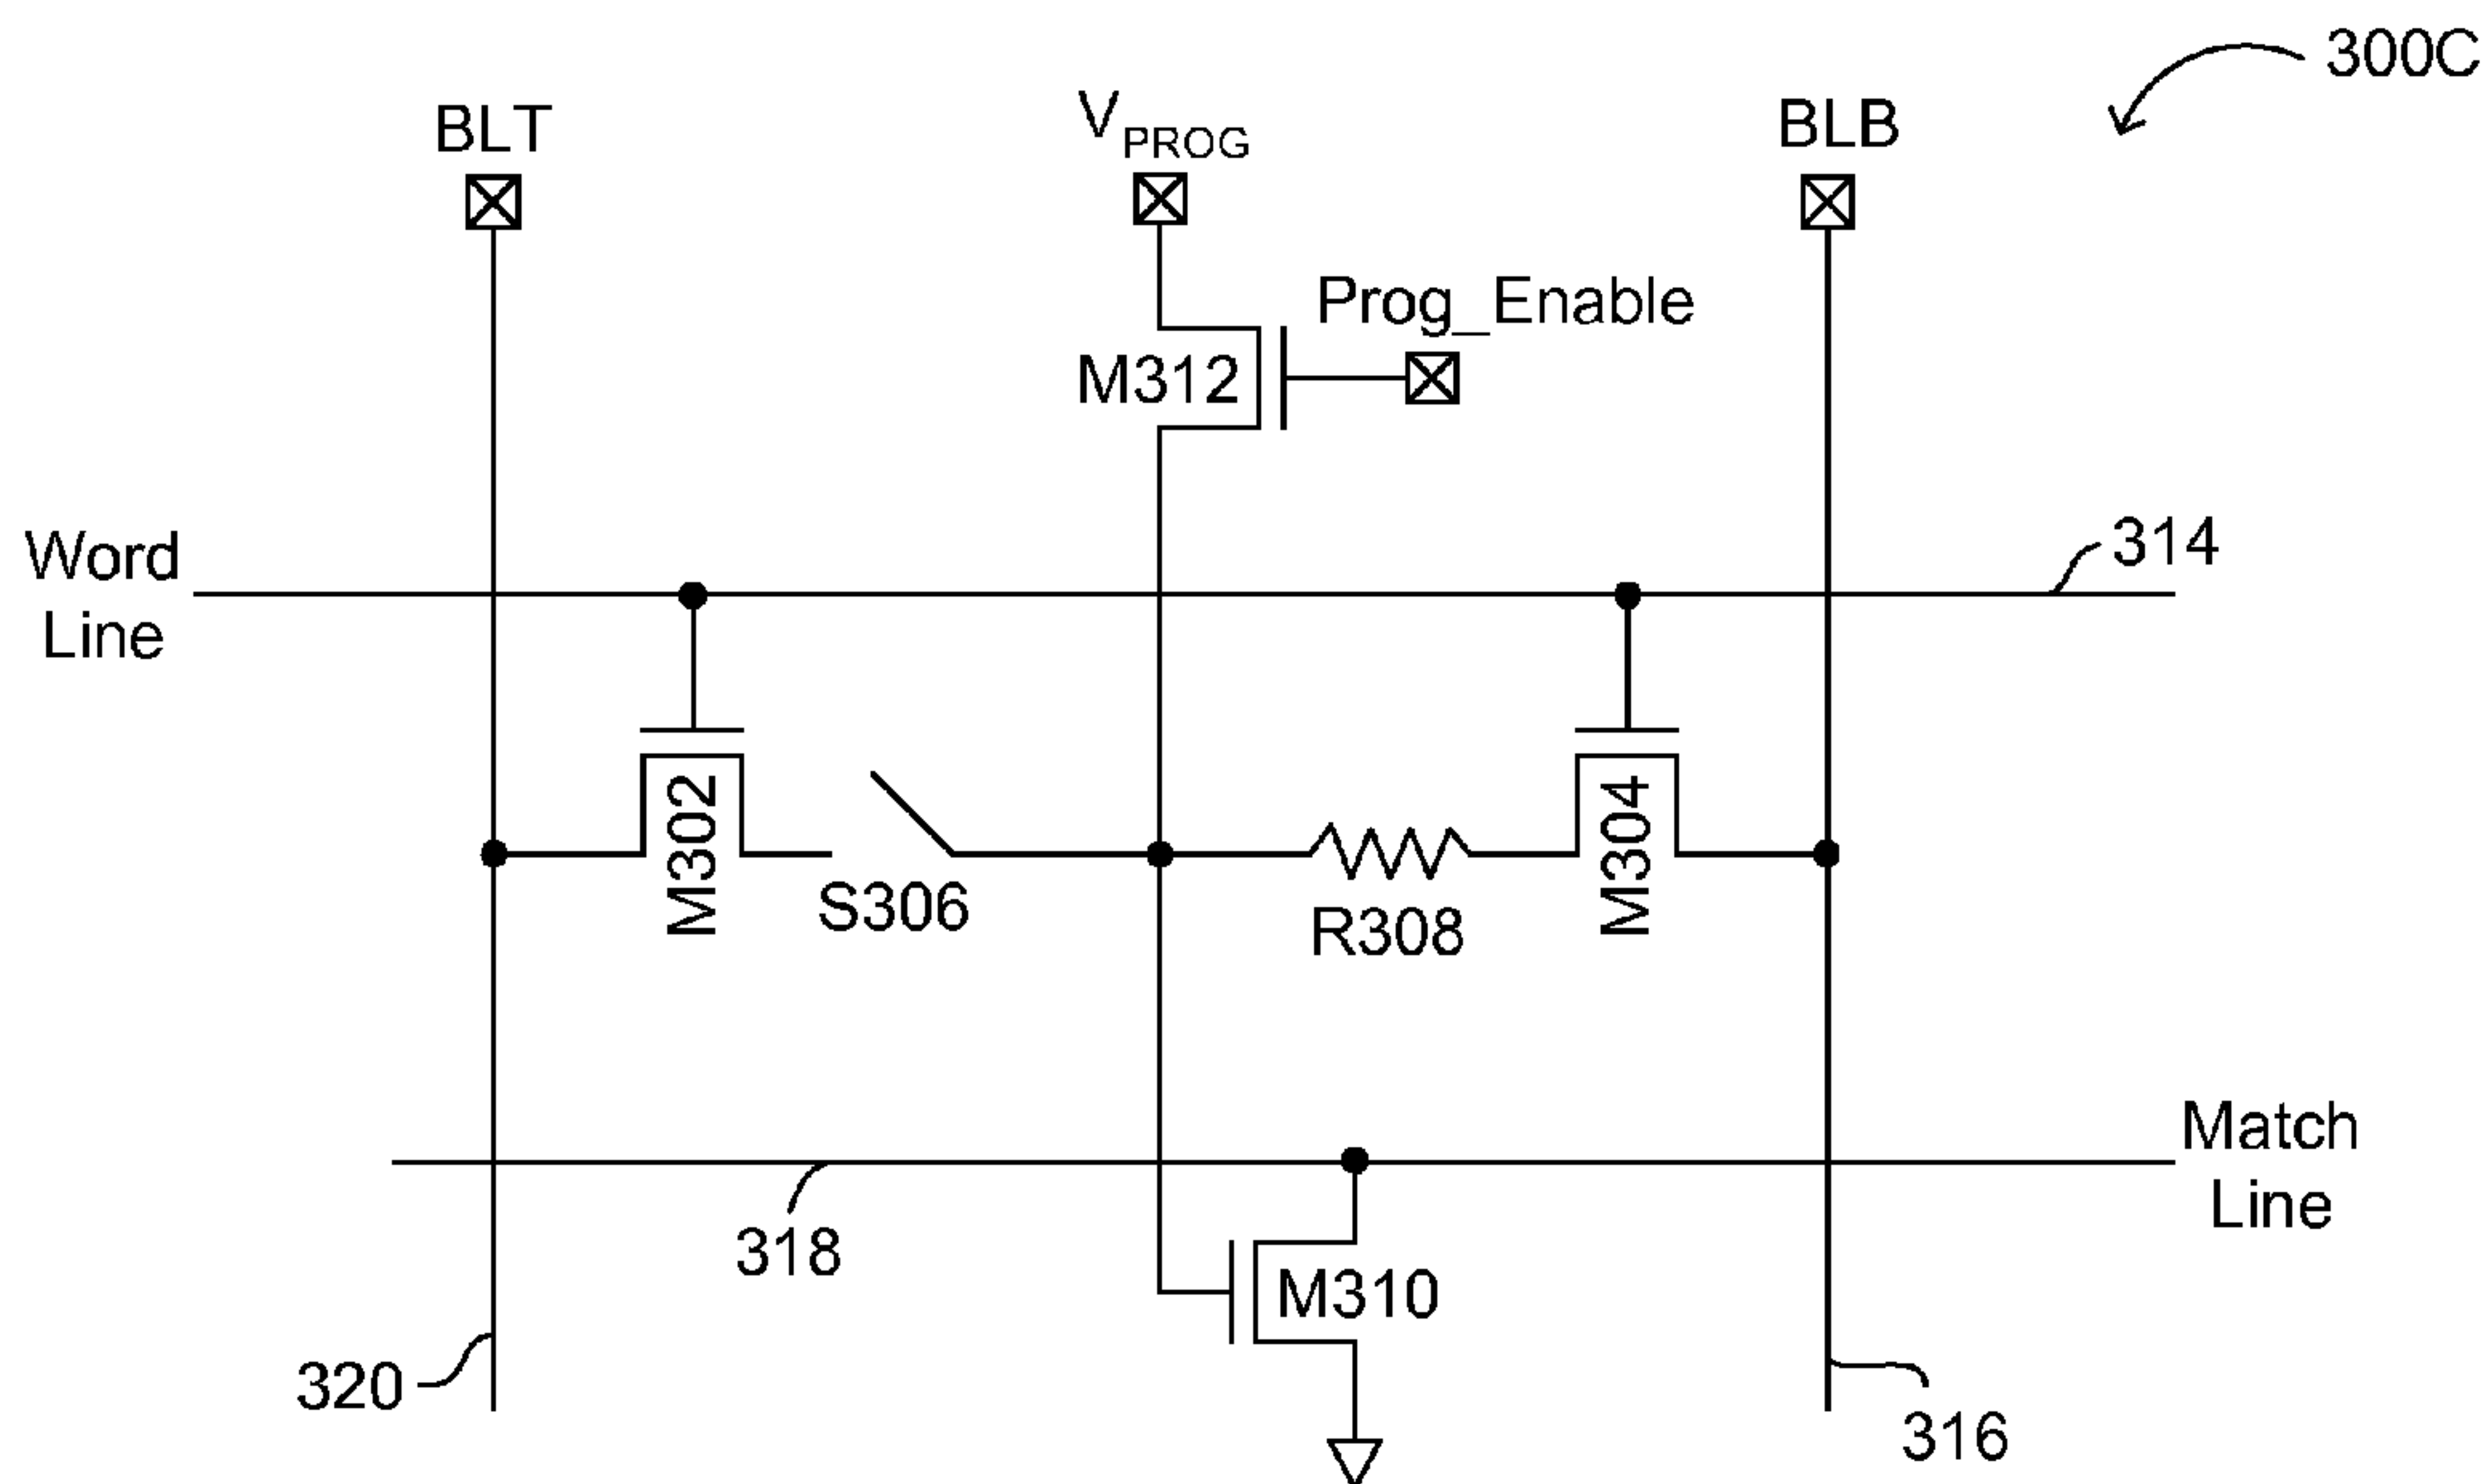 300C
BLT
VPROG
BLB
Prog_Enable
M312
Word
Line
314
M302
S306
R308
M304
Match
Line
318
M310
320
316